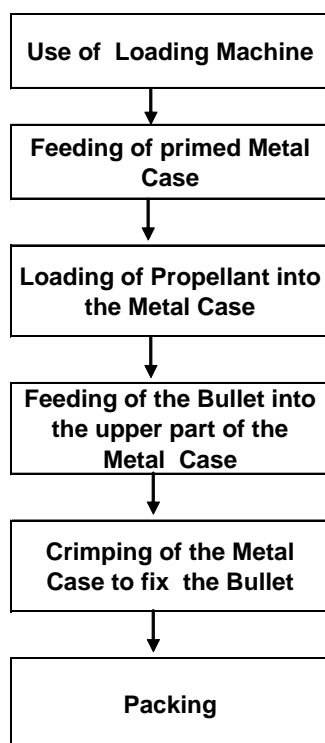 Use of Loading Machine
Feeding of primed Metal
Case
Loading of Propellant into
the Metal Case
Feeding of the Bullet into
the upper part of the
Metal Case
Crimping of the Metal
Case to fix the Bullet
Packing